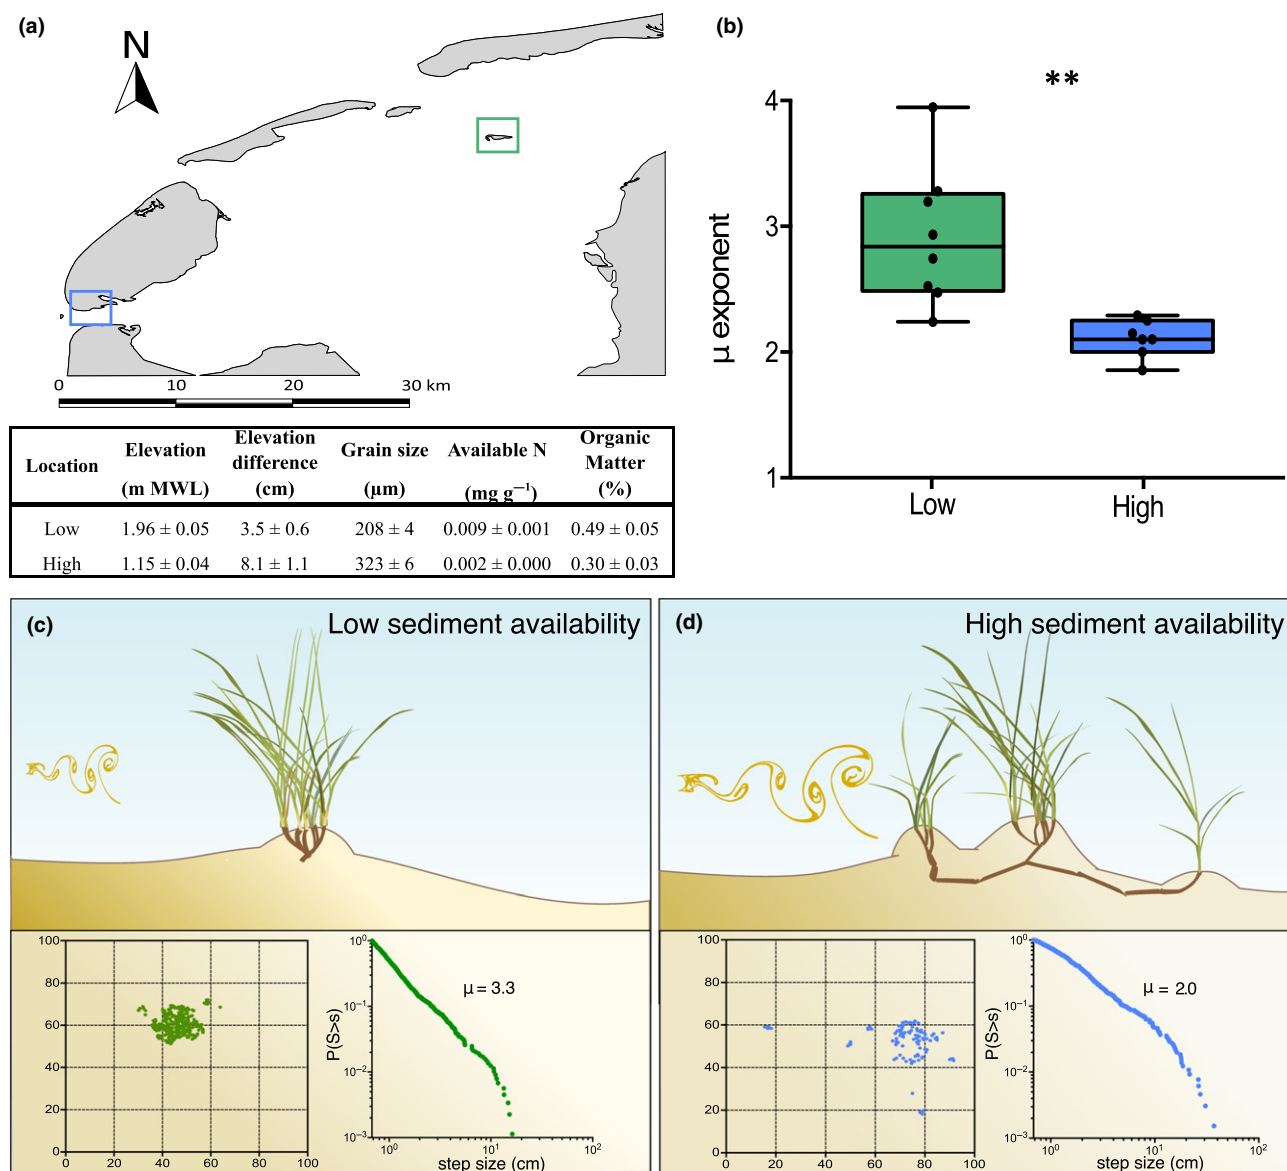 (a)
N
0 10 20 30 km
Location Elevation (m MWL) Elevation difference (cm) Grain size (µm) Available N (mg g⁻¹) Organic Matter (%)
Low 1.96 ± 0.05 3.5 ± 0.6 208 ± 4 0.009 ± 0.001 0.49 ± 0.05
High 1.15 ± 0.04 8.1 ± 1.1 323 ± 6 0.002 ± 0.000 0.30 ± 0.03
(b)
**
4
3
2
1
µ exponent
Low High
(c) Low sediment availability
100
80
60
40
20
0
0 20 40 60 80 100
10⁰
10⁻¹
10⁻²
10⁻³
P(S>s)
µ = 3.3
10⁰ 10¹ 10²
step size (cm)
(d) High sediment availability
100
80
60
40
20
0
0 20 40 60 80 100
10⁰
10⁻¹
10⁻²
10⁻³
P(S>s)
µ = 2.0
10⁰ 10¹ 10²
step size (cm)